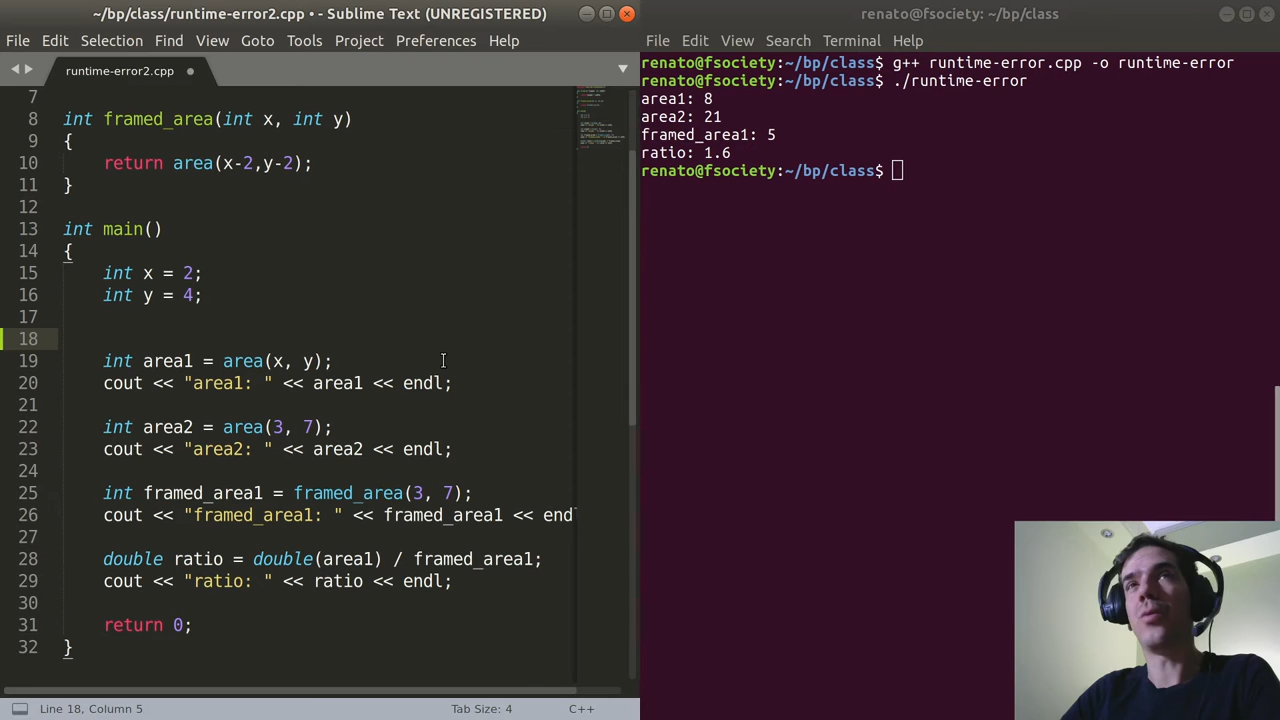 ~/bp/class/runtime-error2.cpp • - Sublime Text (UNREGISTERED)
File Edit Selection Find View Goto Tools Project Preferences Help
runtime-error2.cpp
7
8 int framed_area(int x, int y)
9 {
10 return area(x-2,y-2);
11 }
12
13 int main()
14 {
15 int x = 2;
16 int y = 4;
17
18
19 int area1 = area(x, y);
20 cout << "area1: " << area1 << endl;
21
22 int area2 = area(3, 7);
23 cout << "area2: " << area2 << endl;
24
25 int framed_area1 = framed_area(3, 7);
26 cout << "framed_area1: " << framed_area1 << endl
27
28 double ratio = double(area1) / framed_area1;
29 cout << "ratio: " << ratio << endl;
30
31 return 0;
32 }
Line 18, Column 5 Tab Size: 4 C++
renato@fsociety: ~/bp/class
File Edit View Search Terminal Help
renato@fsociety:~/bp/class$ g++ runtime-error.cpp -o runtime-error
renato@fsociety:~/bp/class$ ./runtime-error
area1: 8
area2: 21
framed_area1: 5
ratio: 1.6
renato@fsociety:~/bp/class$